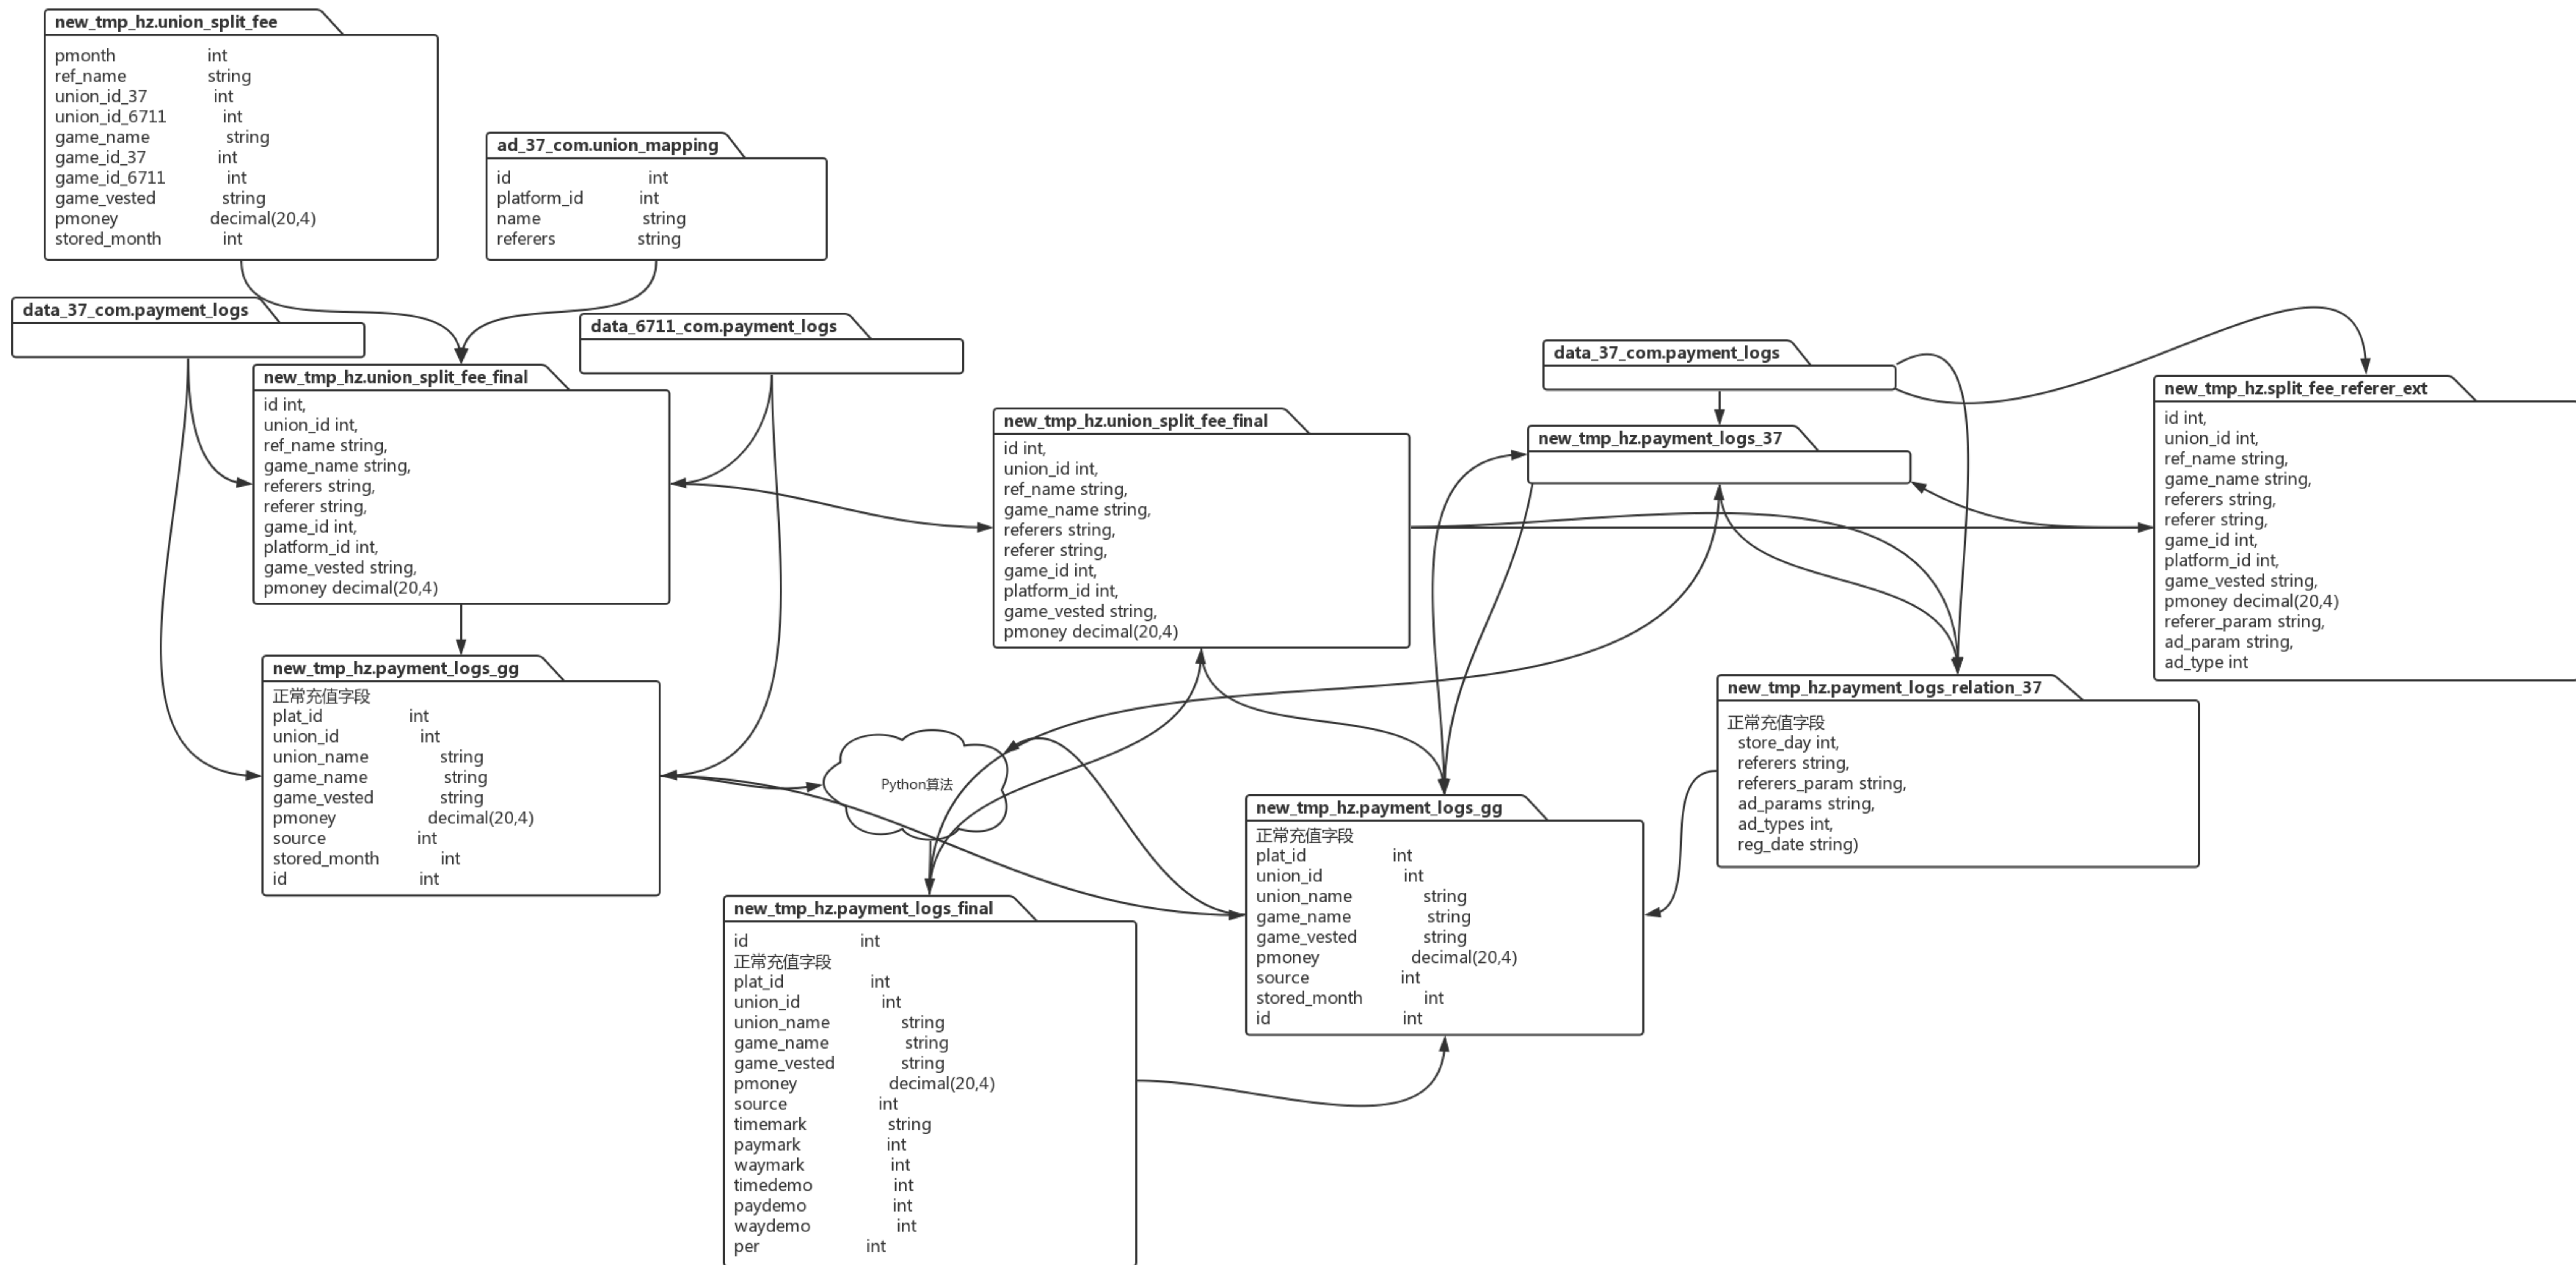 new_tmp_hz.union_split_fee
pmonth int
ref_name string
union_id_37 int
union_id_6711 int
game_name string
game_id_37 int
game_id_6711 int
game_vested string
pmoney decimal(20,4)
stored_month int
ad_37_com.union_mapping
id int
platform_id int
name string
referers string
data_37_com.payment_logs
data_6711_com.payment_logs
new_tmp_hz.union_split_fee_final
id int,
union_id int,
ref_name string,
game_name string,
referers string,
referer string,
game_id int,
platform_id int,
game_vested string,
pmoney decimal(20,4)
new_tmp_hz.payment_logs_gg
正常充值字段
plat_id int
union_id int
union_name string
game_name string
game_vested string
pmoney decimal(20,4)
source int
stored_month int
id int
Python算法
new_tmp_hz.payment_logs_final
id int
正常充值字段
plat_id int
union_id int
union_name string
game_name string
game_vested string
pmoney decimal(20,4)
source int
timemark string
paymark int
waymark int
timedemo int
paydemo int
waydemo int
per int
new_tmp_hz.union_split_fee_final
id int,
union_id int,
ref_name string,
game_name string,
referers string,
referer string,
game_id int,
platform_id int,
game_vested string,
pmoney decimal(20,4)
data_37_com.payment_logs
new_tmp_hz.payment_logs_37
new_tmp_hz.payment_logs_gg
正常充值字段
plat_id int
union_id int
union_name string
game_name string
game_vested string
pmoney decimal(20,4)
source int
stored_month int
id int
new_tmp_hz.payment_logs_relation_37
正常充值字段
store_day int,
referers string,
referers_param string,
ad_params string,
ad_types int,
reg_date string)
new_tmp_hz.split_fee_referer_ext
id int,
union_id int,
ref_name string,
game_name string,
referers string,
referer string,
game_id int,
platform_id int,
game_vested string,
pmoney decimal(20,4)
referer_param string,
ad_param string,
ad_type int